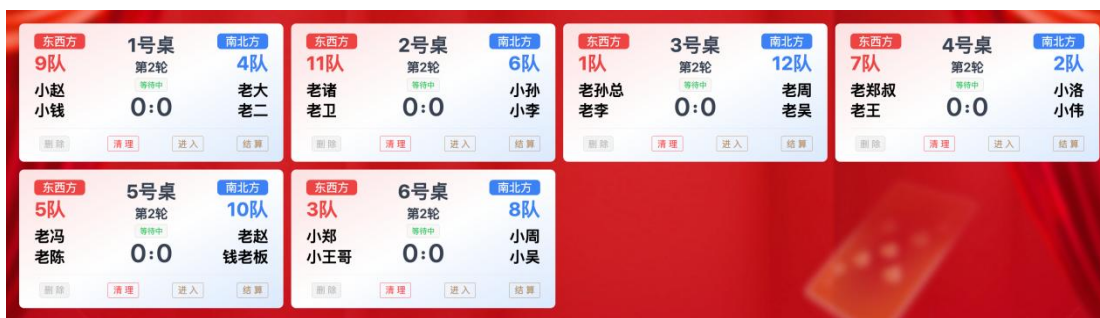 东西方 1号桌 南北方
9队 第2轮 4队
小赵 等待中 老大
小钱 0:0 老二
删除 清理 进入 结算
东西方 2号桌 南北方
11队 第2轮 6队
老诸 等待中 小孙
老卫 0:0 小李
删除 清理 进入 结算
东西方 3号桌 南北方
1队 第2轮 12队
老孙总 等待中 老周
老李 0:0 老吴
删除 清理 进入 结算
东西方 4号桌 南北方
7队 第2轮 2队
老郑叔 等待中 小洛
老王 0:0 小伟
删除 清理 进入 结算
东西方 5号桌 南北方
5队 第2轮 10队
老冯 等待中 老赵
老陈 0:0 钱老板
删除 清理 进入 结算
东西方 6号桌 南北方
3队 第2轮 8队
小郑 等待中 小周
小王哥 0:0 小吴
删除 清理 进入 结算